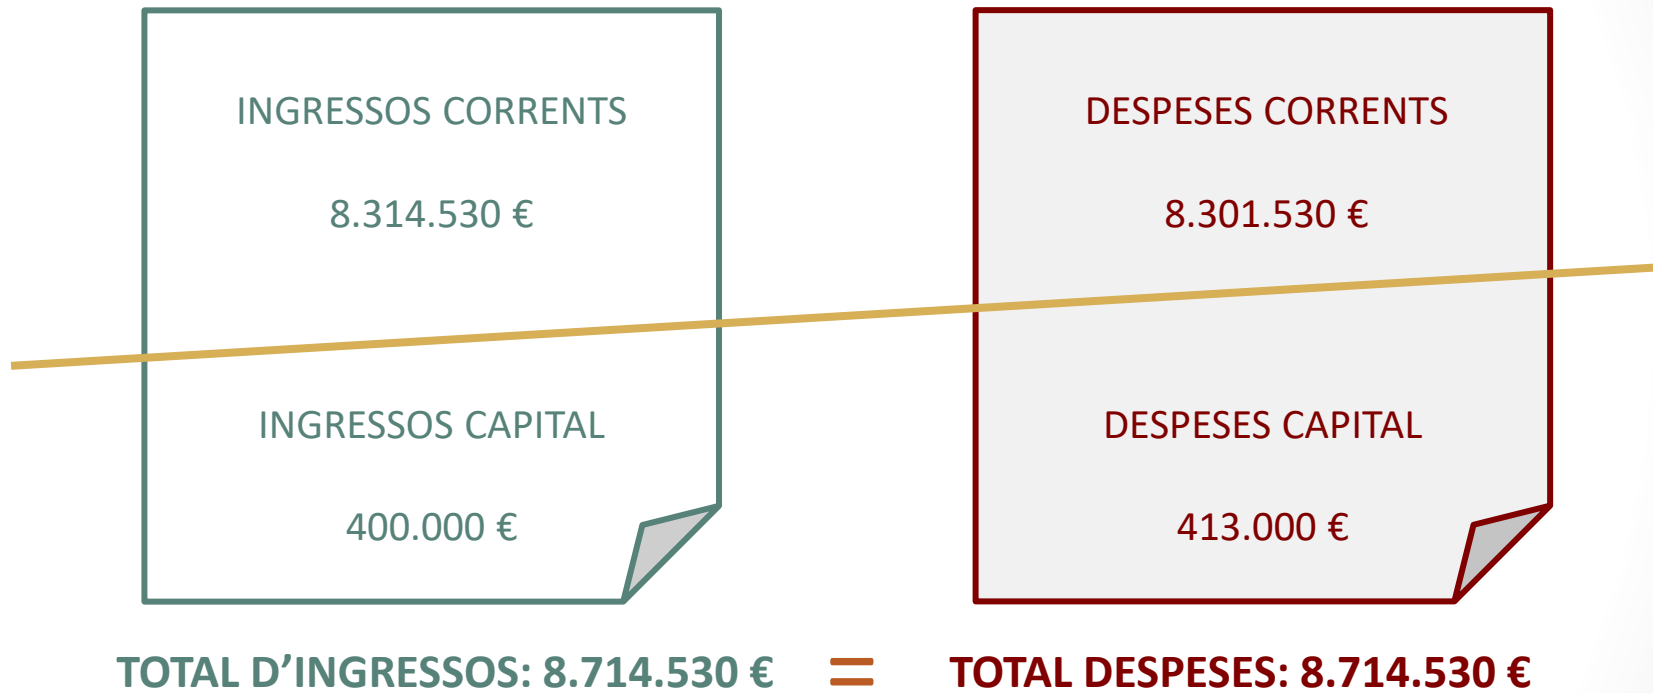 INGRESSOS CORRENTS
8.314.530 €
INGRESSOS CAPITAL
400.000 €
DESPESES CORRENTS
8.301.530 €
DESPESES CAPITAL
413.000 €
TOTAL D’INGRESSOS: 8.714.530 € = TOTAL DESPESES: 8.714.530 €